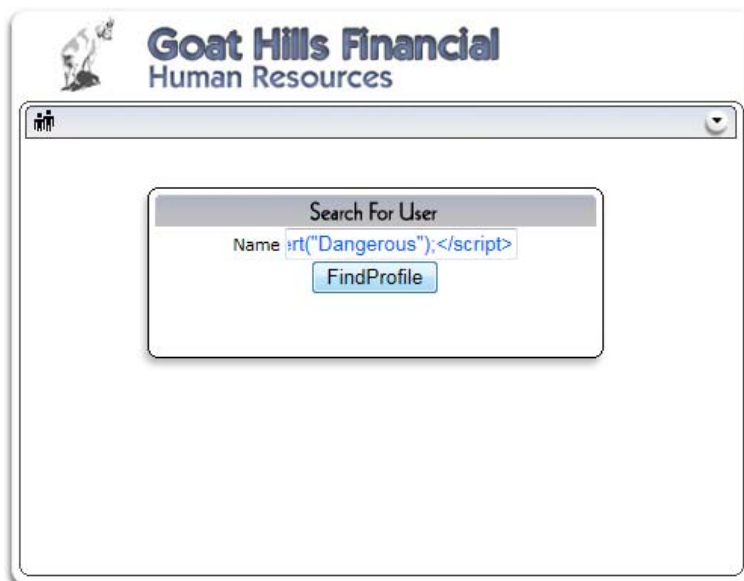 Goat Hills Financial
Human Resources
Search For User
Name ert("Dangerous");</script>
FindProfile